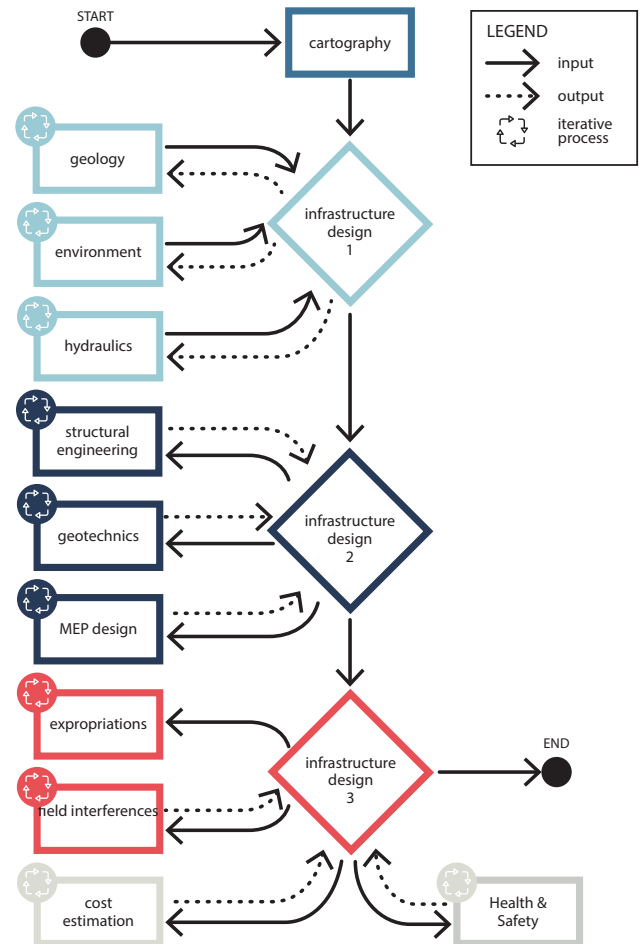 START
cartography
LEGEND
input
output
iterative
process
geology
infrastructure
design
1
environment
hydraulics
structural
engineering
geotechnics
infrastructure
design
2
MEP design
expropriations
infrastructure
design
3
END
field interferences
cost
estimation
Health &
Safety